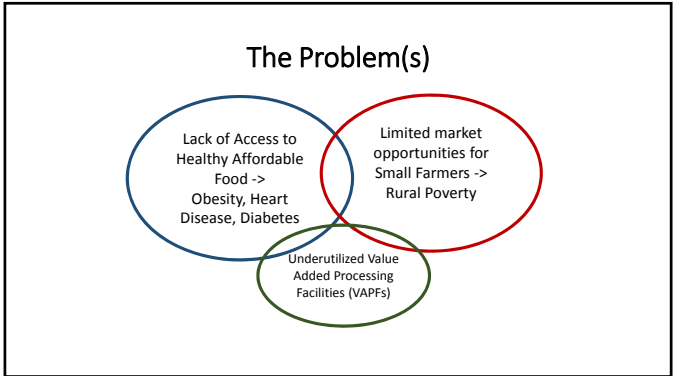 The Problem(s)
Lack of Access to
Healthy Affordable
Food ->
Obesity, Heart
Disease, Diabetes
Limited market
opportunities for
Small Farmers ->
Rural Poverty
Underutilized Value
Added Processing
Facilities (VAPFs)